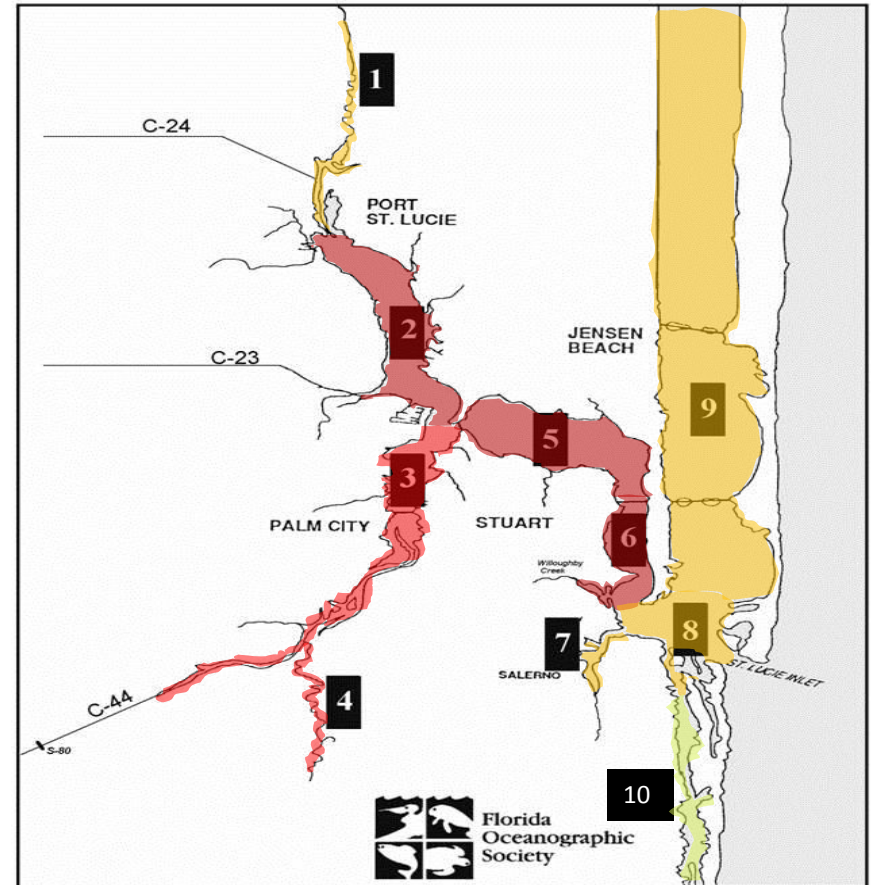 1
C-24
PORT
ST. LUCIE
2
JENSEN
BEACH
C-23
9
5
3
PALM CITY
STUART
6
Willoughby
Creek
7
8
SALERNO
ST. LUCIE INLET
4
C-44
S-80
10
Florida
Oceanographic
Society